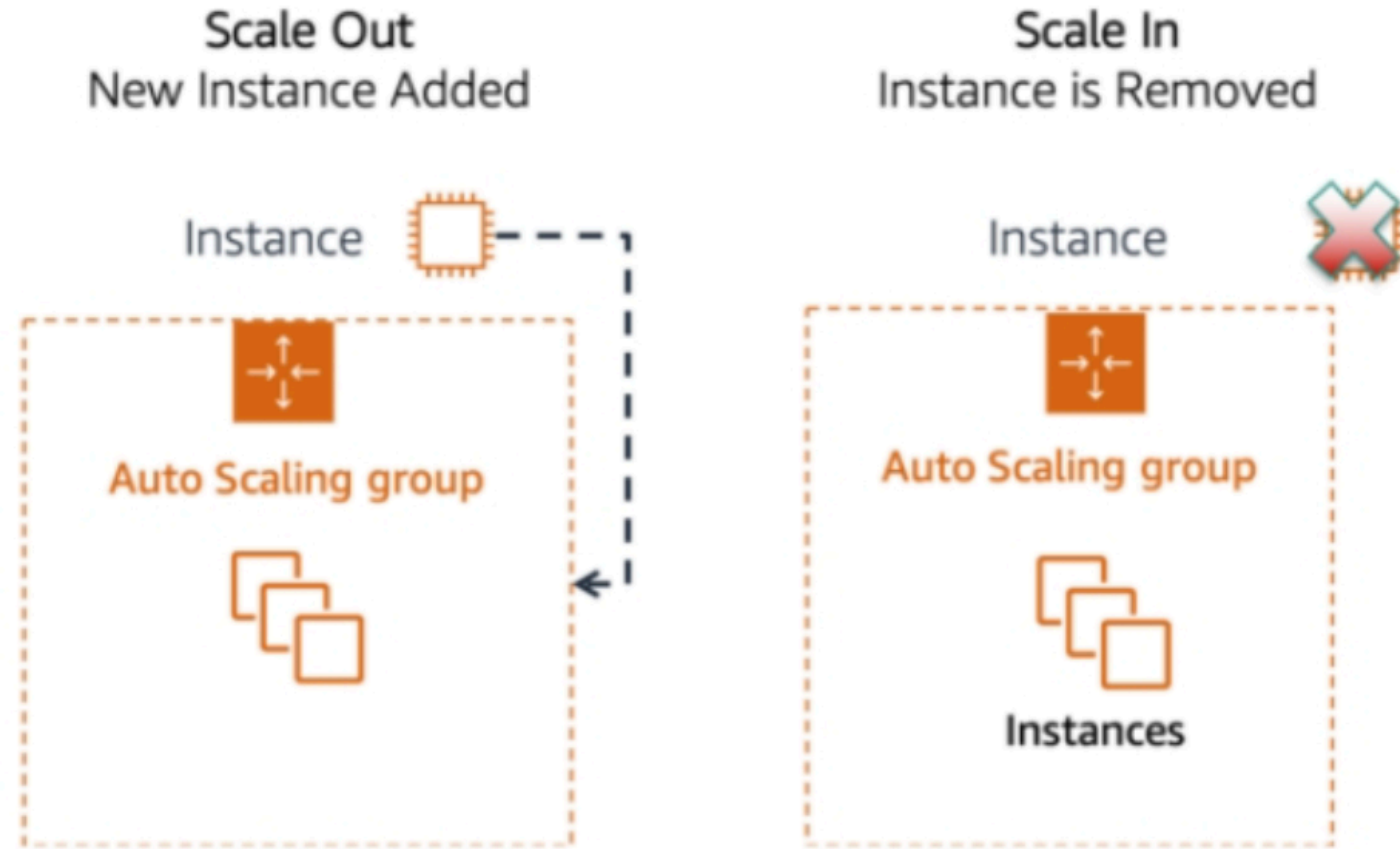 Scale Out
New Instance Added
Instance
Auto Scaling group
Scale In
Instance is Removed
Instance
Auto Scaling group
Instances